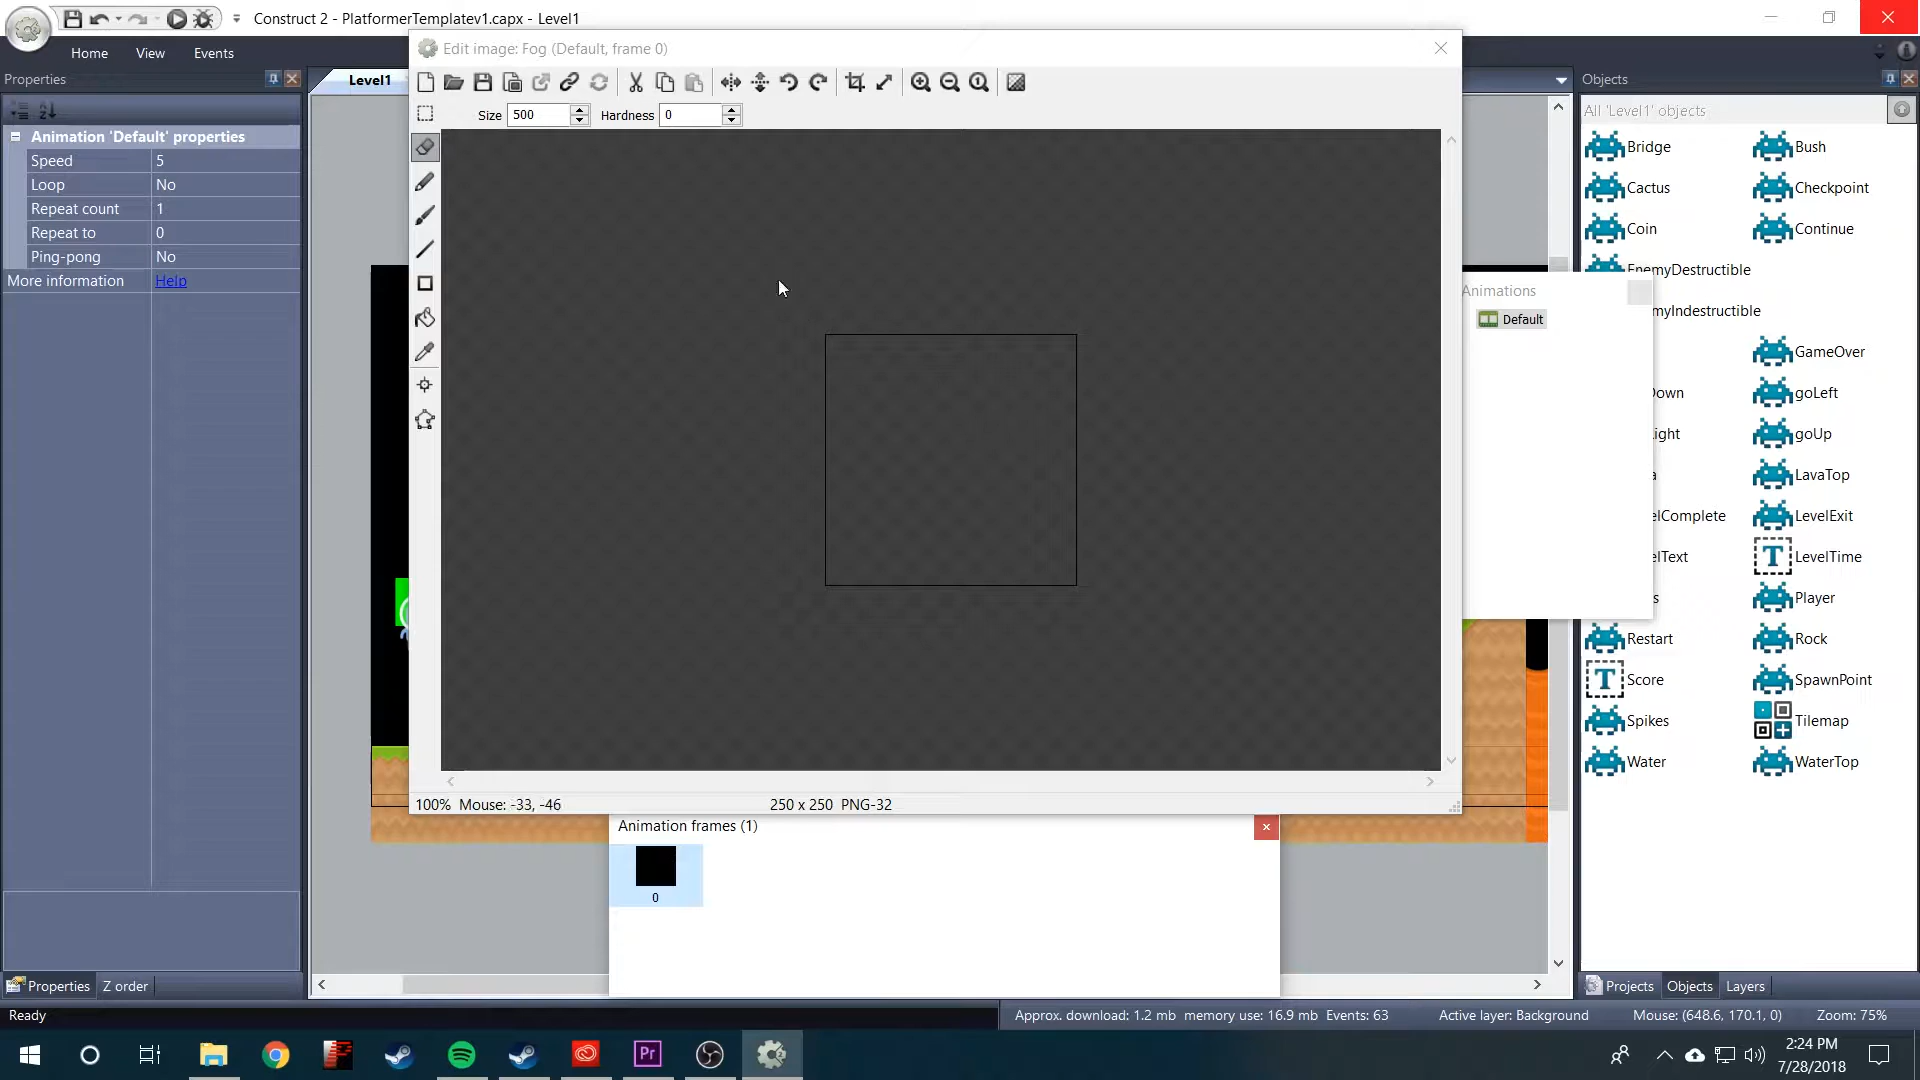 Construct 2 - PlatformerTemplatev1.capx - Level1
Home View Events
Properties
Animation 'Default' properties
Speed 5
Loop No
Repeat count 1
Repeat to 0
Ping-pong No
More information Help
Properties Z order
Level1
Edit image: Fog (Default, frame 0)
Size 500 Hardness 0
100% Mouse: -33, -46 250 x 250 PNG-32
Animation frames (1)
0
Animations
Default
Objects
All 'Level1' objects
Bridge Bush
Cactus Checkpoint
Coin Continue
EnemyDestructible
myIndestructible
GameOver
Down goLeft
ight goUp
a LavaTop
elComplete LevelExit
elText LevelTime
s Player
Restart Rock
Score SpawnPoint
Spikes Tilemap
Water WaterTop
Projects Objects Layers
Ready
Approx. download: 1.2 mb memory use: 16.9 mb Events: 63 Active layer: Background Mouse: (648.6, 170.1, 0) Zoom: 75%
2:24 PM
7/28/2018